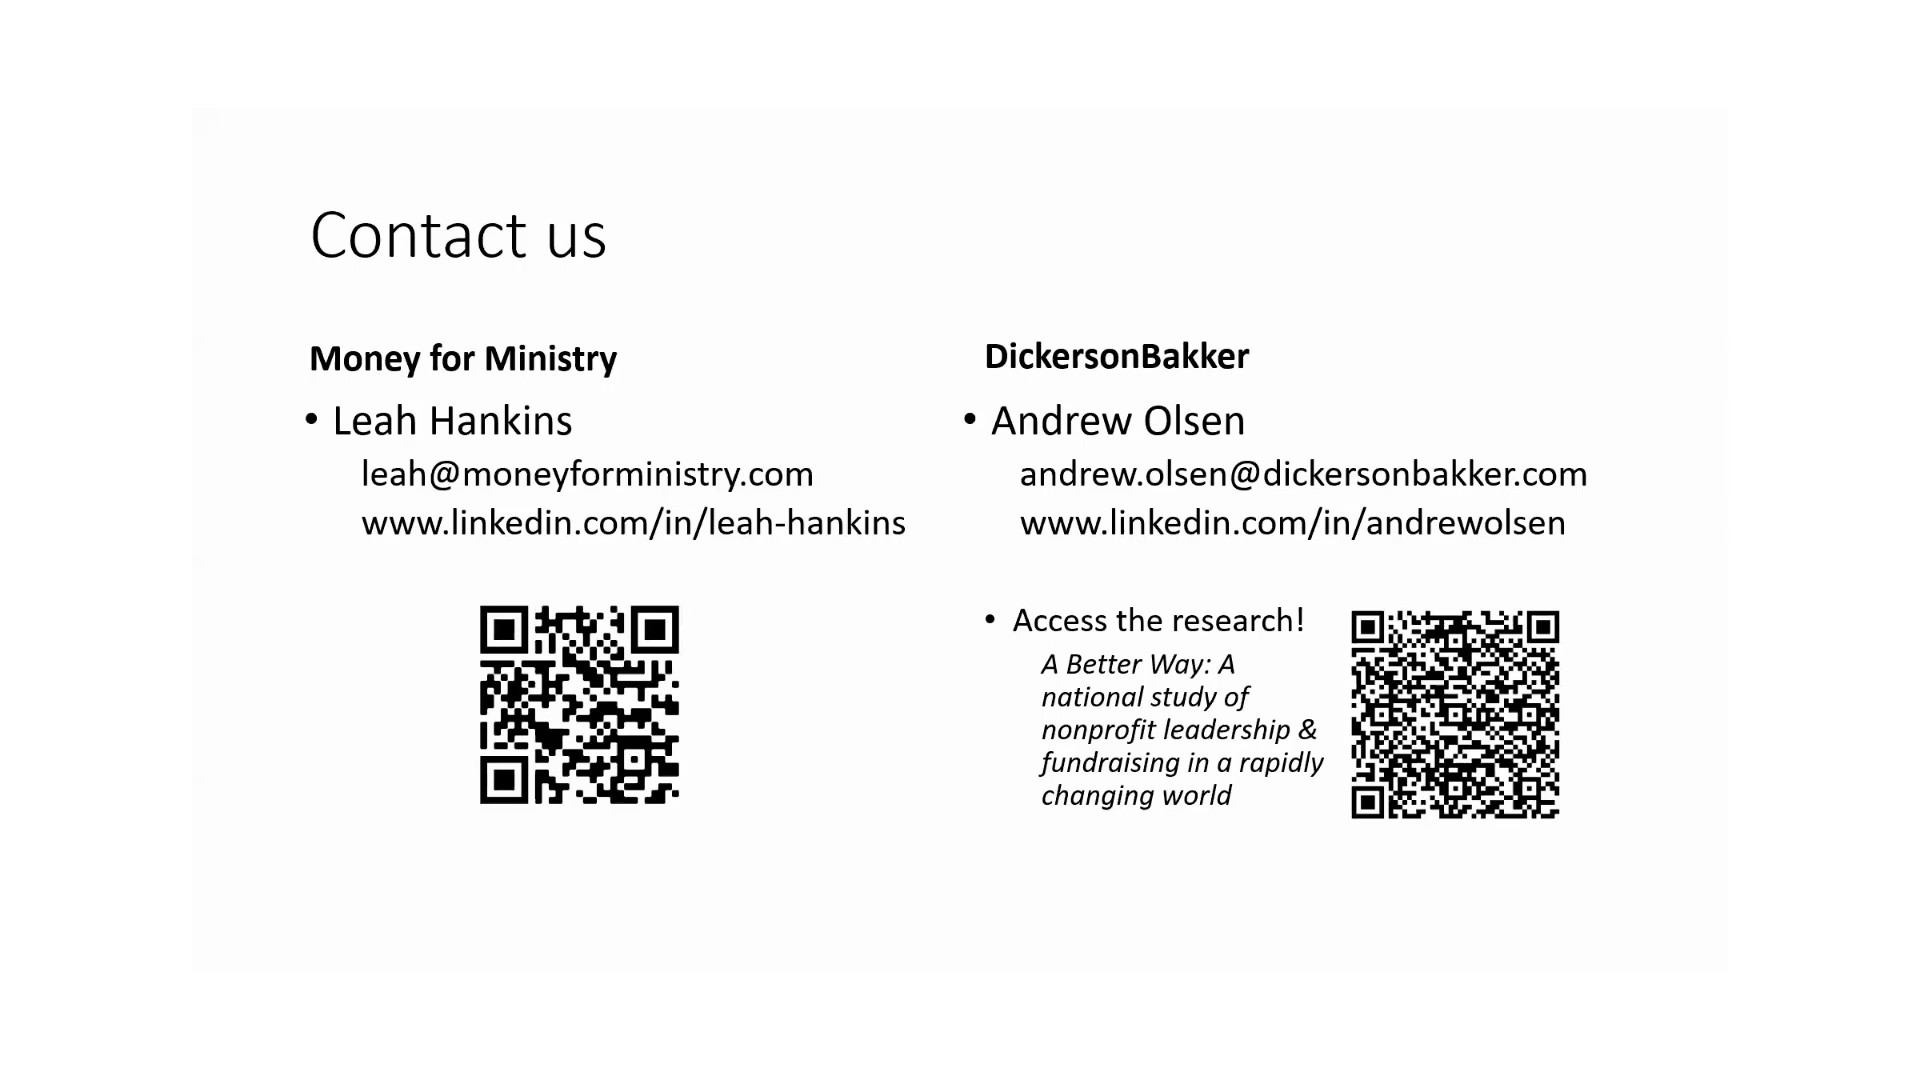 Contact us
Money for Ministry
• Leah Hankins
leah@moneyforministry.com
www.linkedin.com/in/leah-hankins
DickersonBakker
• Andrew Olsen
andrew.olsen@dickersonbakker.com
www.linkedin.com/in/andrewolsen
• Access the research!
A Better Way: A
national study of
nonprofit leadership &
fundraising in a rapidly
changing world